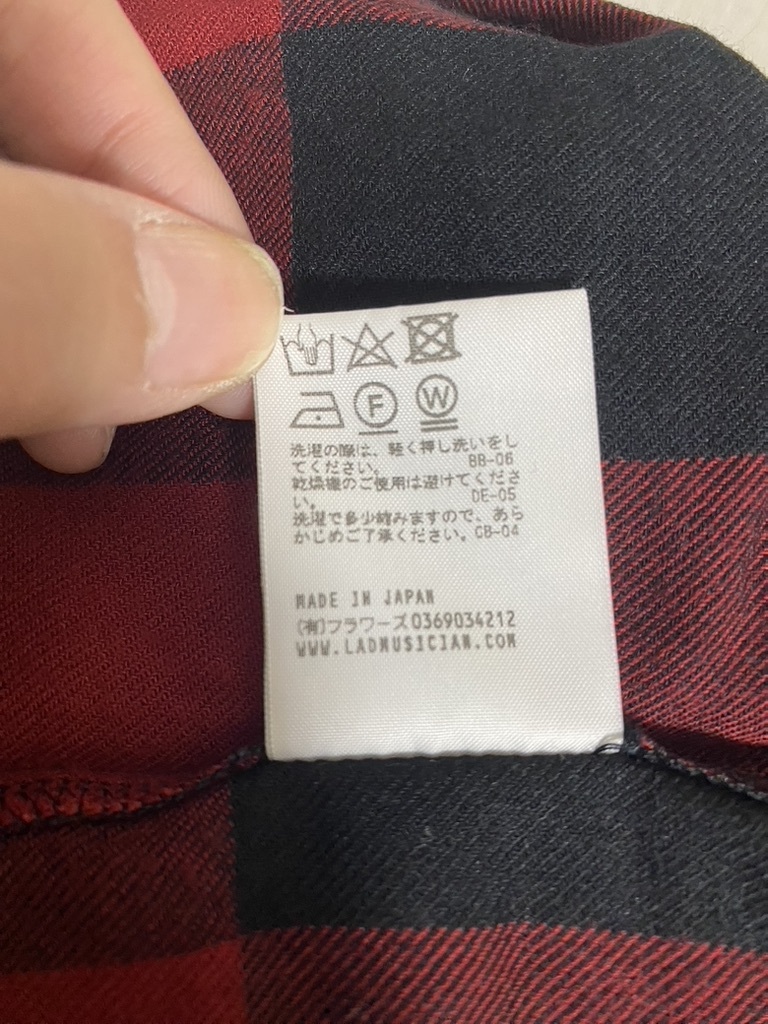 F W
洗濯の際は、軽く押し洗いをし
てください。 BB-06
乾燥機のご使用は避けてくださ
い。 DE-05
洗濯で多少縮みますので、あら
かじめご了承ください。CB-04
MADE IN JAPAN
(有)フラワーズ0369034212
WWW.LADMUSICIAN.COM